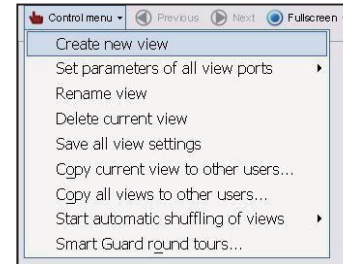 Control menu Previous Next Fullscreen
Create new view
Set parameters of all view ports
Rename view
Delete current view
Save all view settings
Copy current view to other users...
Copy all views to other users...
Start automatic shuffling of views
Smart Guard round tours...